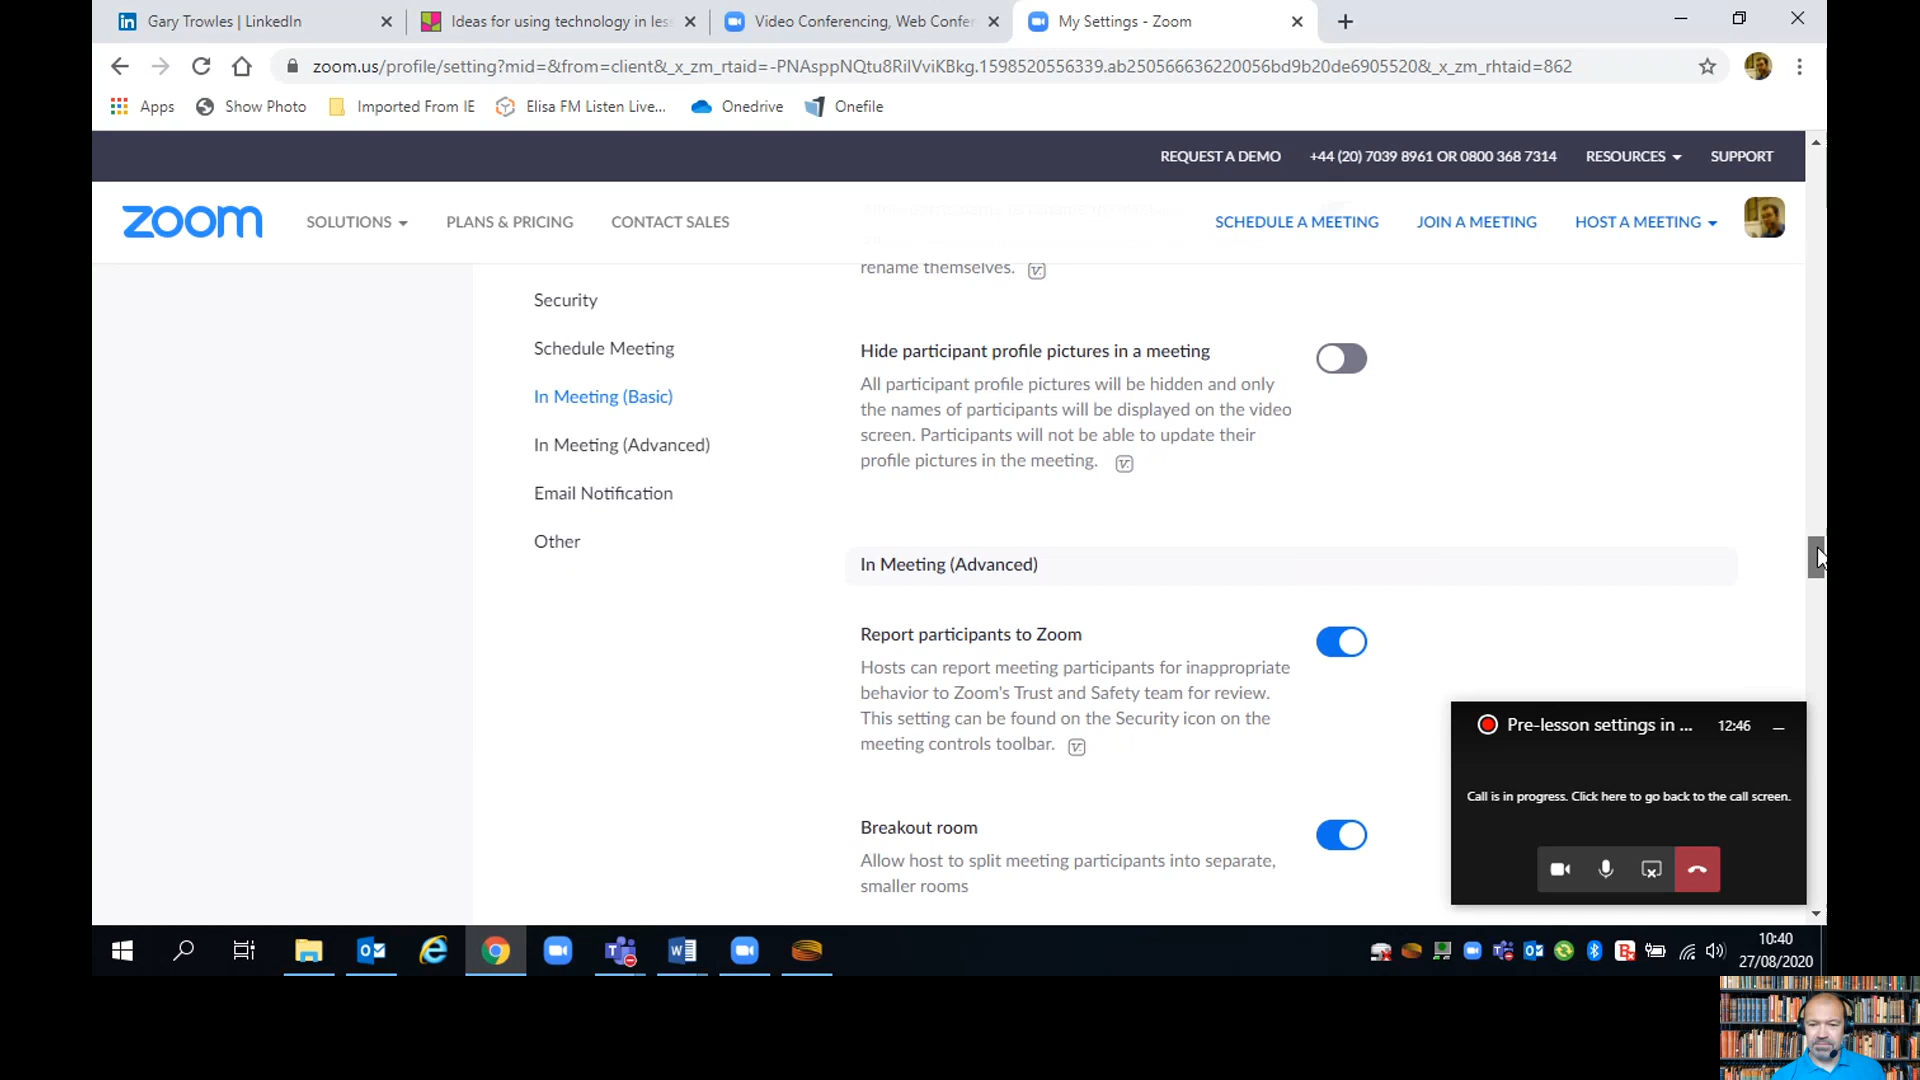 Gary Trowles | LinkedIn
Ideas for using technology in les
Video Conferencing, Web Confer
My Settings - Zoom
zoom.us/profile/setting?mid=&from=client&_x_zm_rtaid=-PNAsppNQtu8RilVviKBkg.1598520556339.ab250566636220056bd9b20de6905520&_x_zm_rhtaid=862
Apps
Show Photo
Imported From IE
Elisa FM Listen Live...
Onedrive
Onefile
REQUEST A DEMO
+44 (20) 7039 8961 OR 0800 368 7314
RESOURCES
SUPPORT
zoom
SOLUTIONS
PLANS & PRICING
CONTACT SALES
SCHEDULE A MEETING
JOIN A MEETING
HOST A MEETING
rename themselves.
Security
Schedule Meeting
In Meeting (Basic)
In Meeting (Advanced)
Email Notification
Other
Hide participant profile pictures in a meeting
All participant profile pictures will be hidden and only
the names of participants will be displayed on the video
screen. Participants will not be able to update their
profile pictures in the meeting.
In Meeting (Advanced)
Report participants to Zoom
Hosts can report meeting participants for inappropriate
behavior to Zoom's Trust and Safety team for review.
This setting can be found on the Security icon on the
meeting controls toolbar.
Breakout room
Allow host to split meeting participants into separate,
smaller rooms
Pre-lesson settings in ...
12:46
Call is in progress. Click here to go back to the call screen.
10:40
27/08/2020